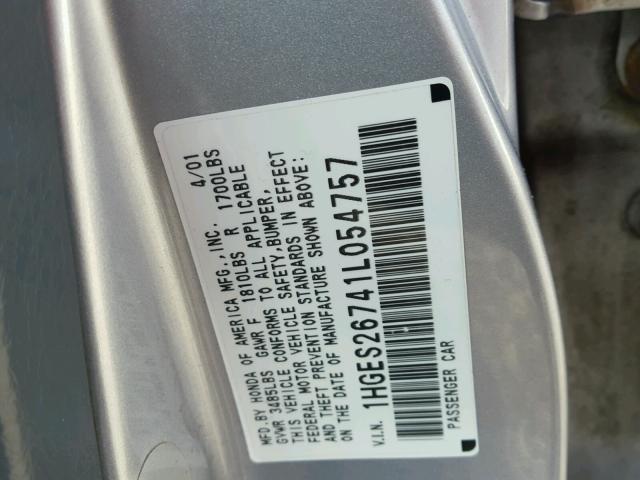 MFD.BY HONDA OF AMERICA MFG.,INC. 4/01
GVWR 3485LBS GAWR F 1810LBS R 1700LBS
THIS VEHICLE CONFORMS TO ALL APPLICABLE
FEDERAL MOTOR VEHICLE SAFETY,BUMPER,
AND THEFT PREVENTION STANDARDS IN EFFECT
ON THE DATE OF MANUFACTURE SHOWN ABOVE:
V.I.N. 1HGES26741L054757
PASSENGER CAR